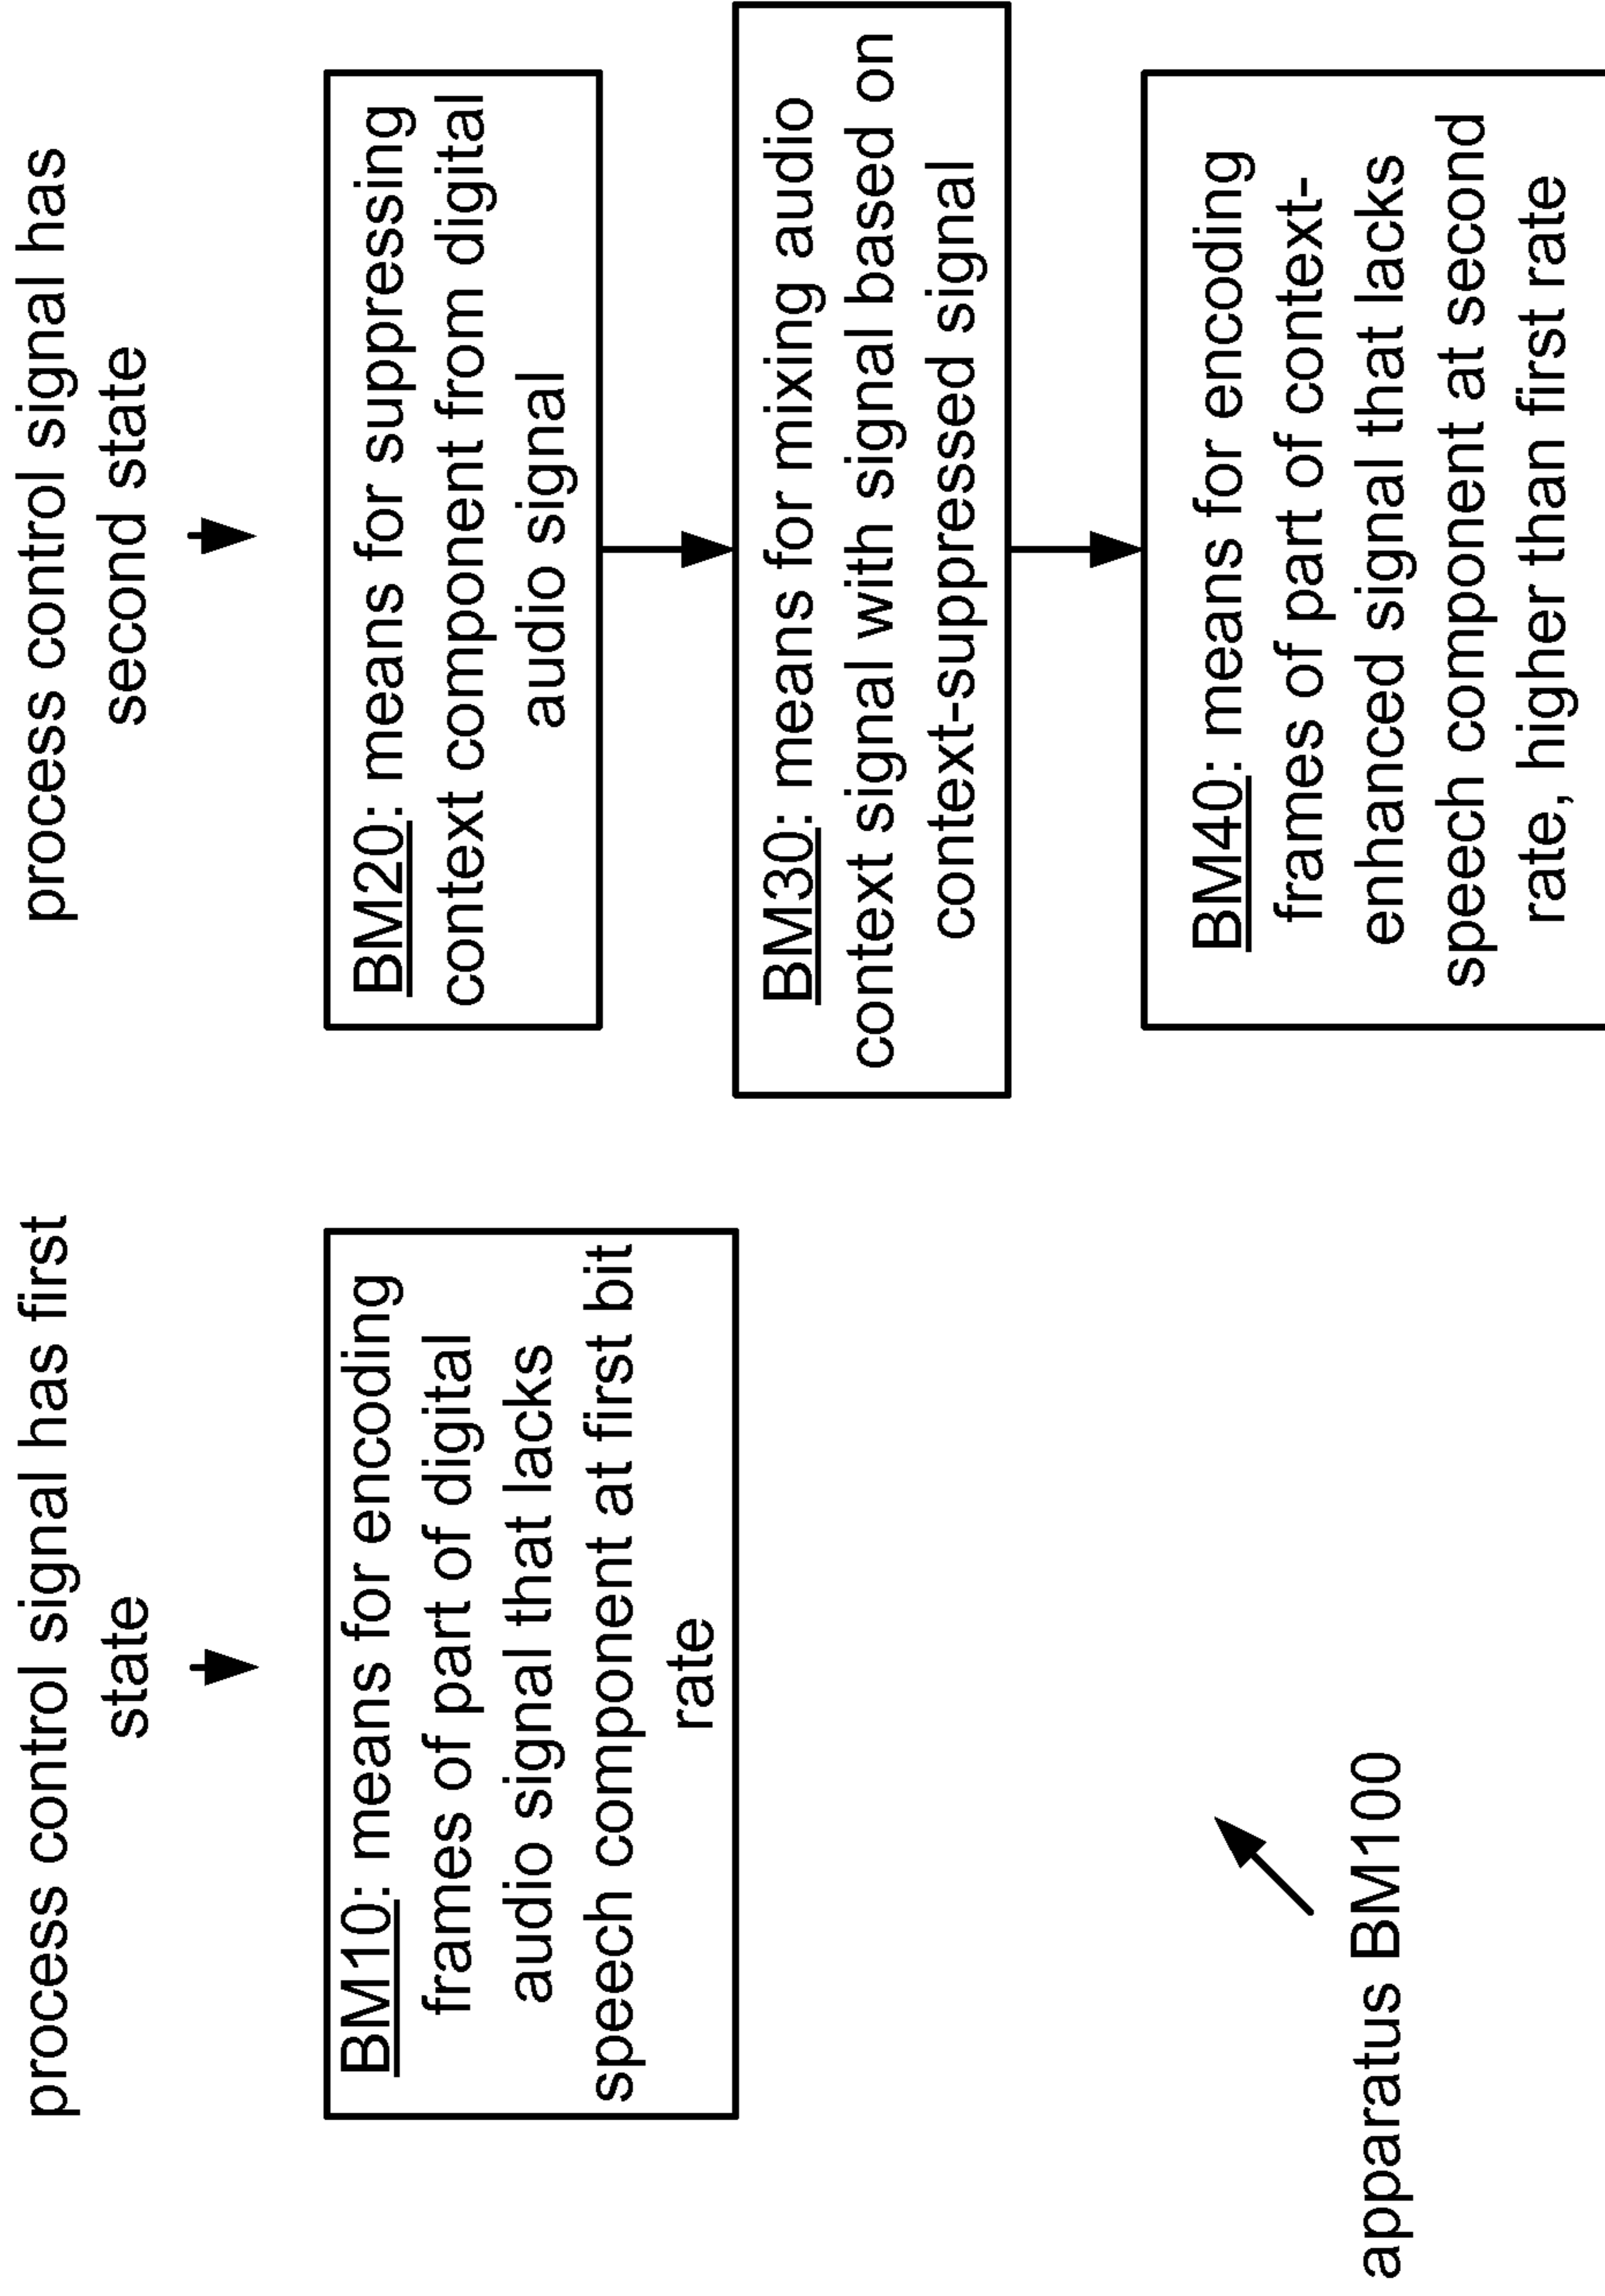 process control signal has first
state
BM10: means for encoding
frames of part of digital
audio signal that lacks
speech component at first bit
rate
apparatus BM100
process control signal has
second state
BM20: means for suppressing
context component from digital
audio signal
BM30: means for mixing audio
context signal with signal based on
context-suppressed signal
BM40: means for encoding
frames of part of context-
enhanced signal that lacks
speech component at second
rate, higher than first rate